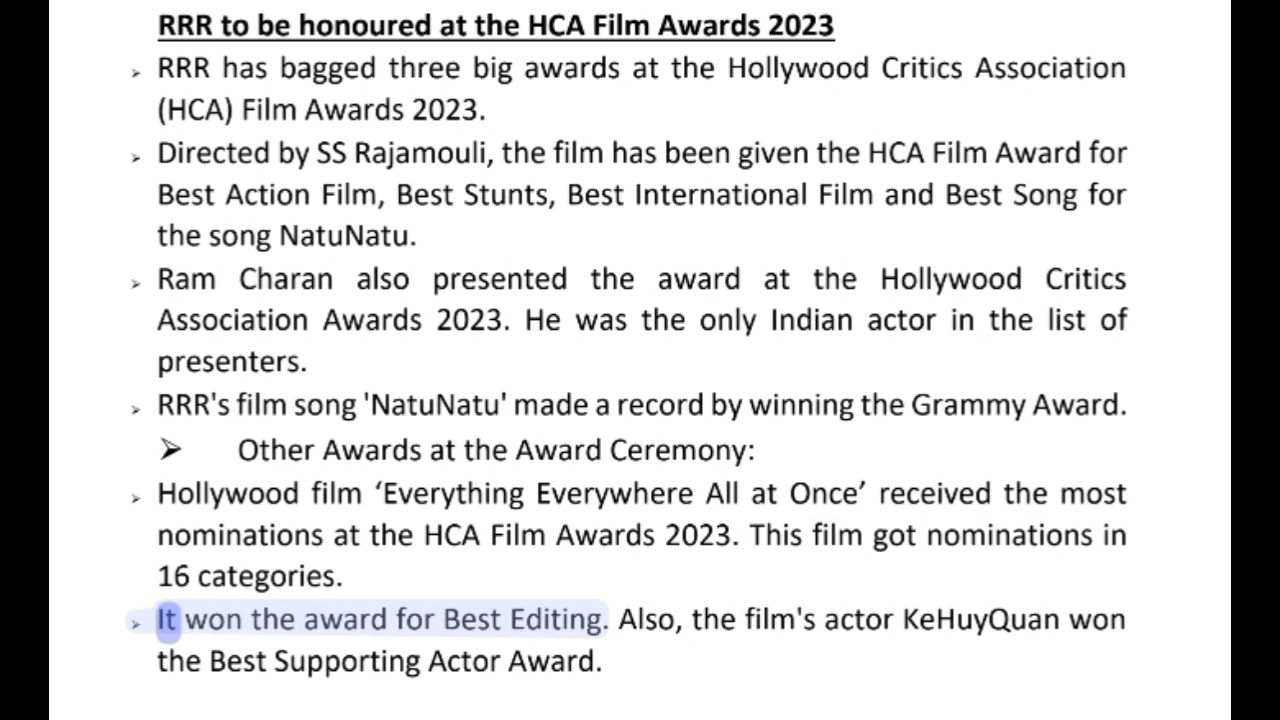 RRR to be honoured at the HCA Film Awards 2023
➢ RRR has bagged three big awards at the Hollywood Critics Association
(HCA) Film Awards 2023.
➢ Directed by SS Rajamouli, the film has been given the HCA Film Award for
Best Action Film, Best Stunts, Best International Film and Best Song for
the song NatuNatu.
➢ Ram Charan also presented the award at the Hollywood Critics
Association Awards 2023. He was the only Indian actor in the list of
presenters.
➢ RRR's film song 'NatuNatu' made a record by winning the Grammy Award.
➢ Other Awards at the Award Ceremony:
➢ Hollywood film ‘Everything Everywhere All at Once’ received the most
nominations at the HCA Film Awards 2023. This film got nominations in
16 categories.
➢ It won the award for Best Editing. Also, the film's actor KeHuyQuan won
the Best Supporting Actor Award.